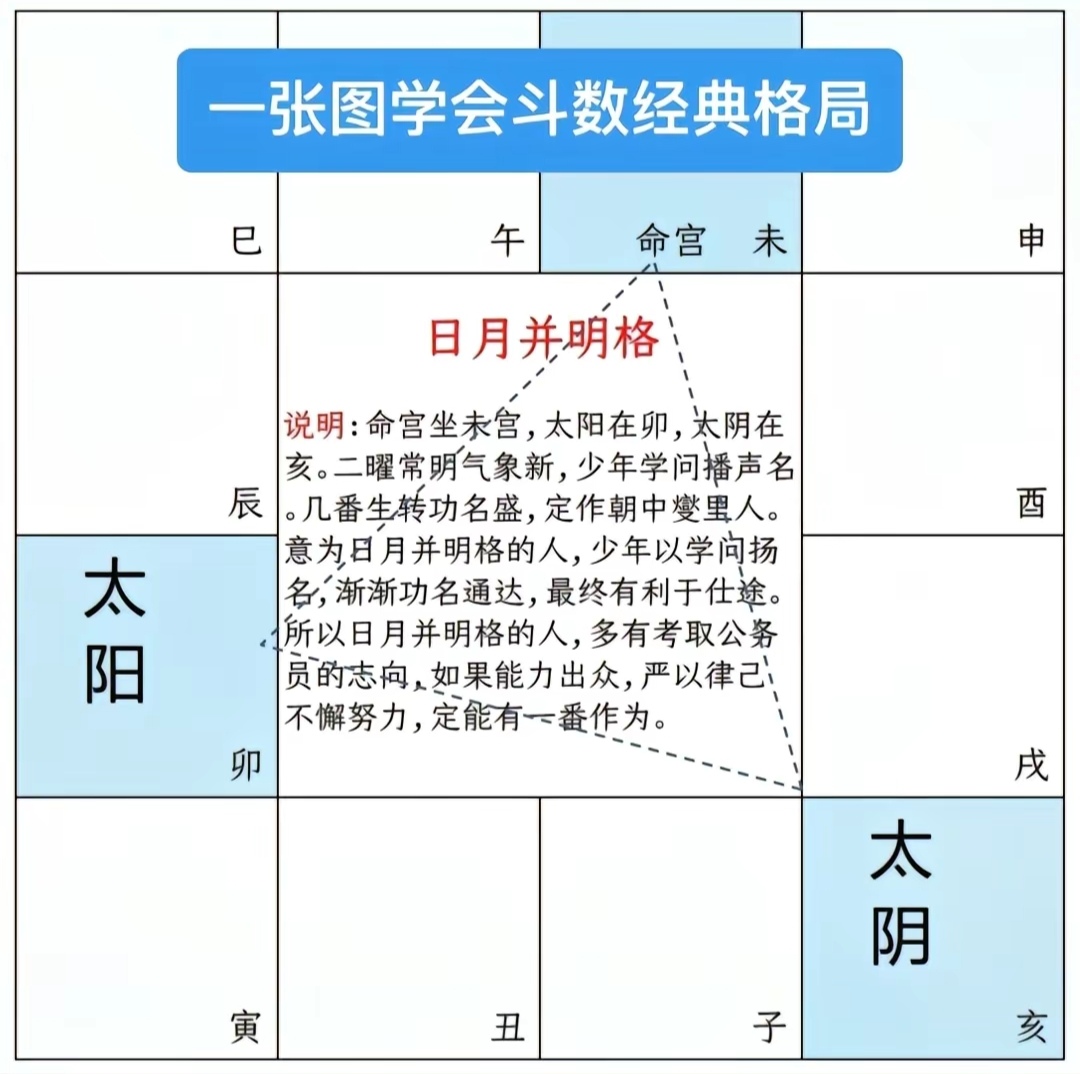 一张图学会斗数经典格局
巳
午
命宫 未
申
辰
酉
日月并明格
说明:命宫坐未宫,太阳在卯,太阴在
亥。二曜常明气象新,少年学问播声名
。几番生转功名盛,定作朝中燮里人。
意为日月并明格的人,少年以学问扬
名,渐渐功名通达,最终有利于仕途。
所以日月并明格的人,多有考取公务
员的志向,如果能力出众,严以律己
不懈努力,定能有一番作为。
太
阳
卯
戌
寅
丑
子
太
阴
亥